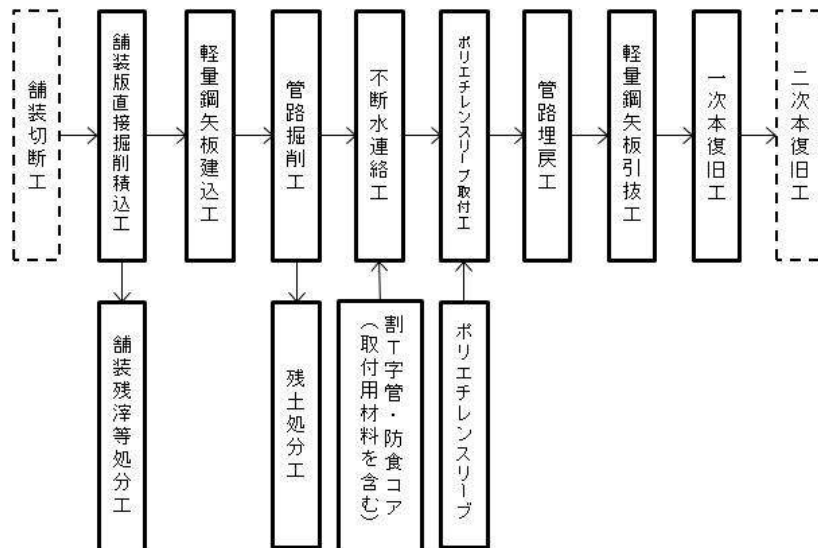 舗装切断工
舗装版直接掘削積込工
軽量鋼矢板建込工
管路掘削工
不断水連絡工
ポリエチレンスリーブ取付工
管路埋戻工
軽量鋼矢板引抜工
一次本復旧工
二次本復旧工
舗装残滓等処分工
残土処分工
割T字管・防食コア
（取付用材料を含む）
ポリエチレンスリーブ